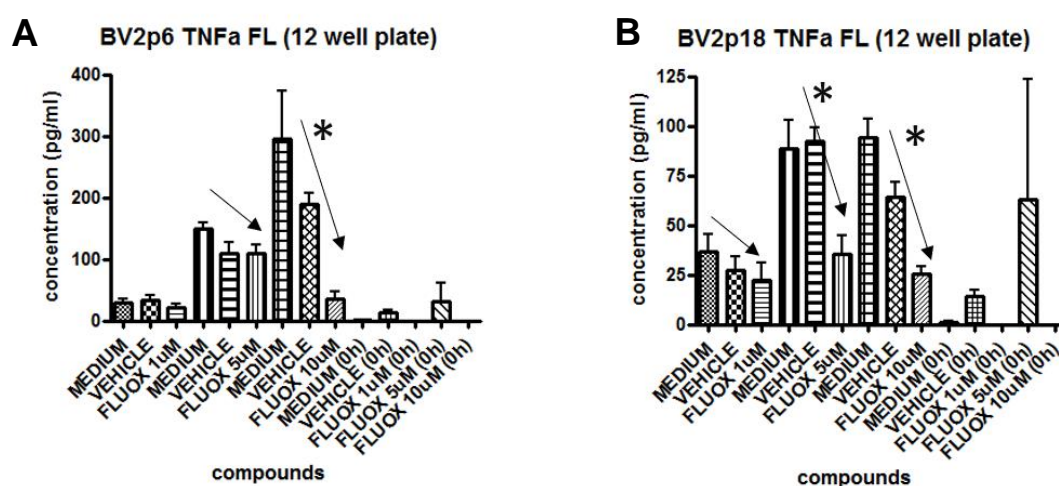 A
BV2p6 TNFa FL (12 well plate)
concentration (pg/ml)
400
300
200
100
0
*
MEDIUM
VEHICLE
FLUOX 1uM
MEDIUM
VEHICLE
FLUOX 5uM
MEDIUM
VEHICLE
FLUOX 10uM
MEDIUM (0h)
VEHICLE (0h)
FLUOX 1uM (0h)
FLUOX 5uM (0h)
FLUOX 10uM (0h)
compounds
B
BV2p18 TNFa FL (12 well plate)
concentration (pg/ml)
125
100
75
50
25
0
*
*
MEDIUM
VEHICLE
FLUOX 1uM
MEDIUM
VEHICLE
FLUOX 5uM
MEDIUM
VEHICLE
FLUOX 10uM
MEDIUM (0h)
VEHICLE (0h)
FLUOX 1uM (0h)
FLUOX 5uM (0h)
FLUOX 10uM (0h)
compounds